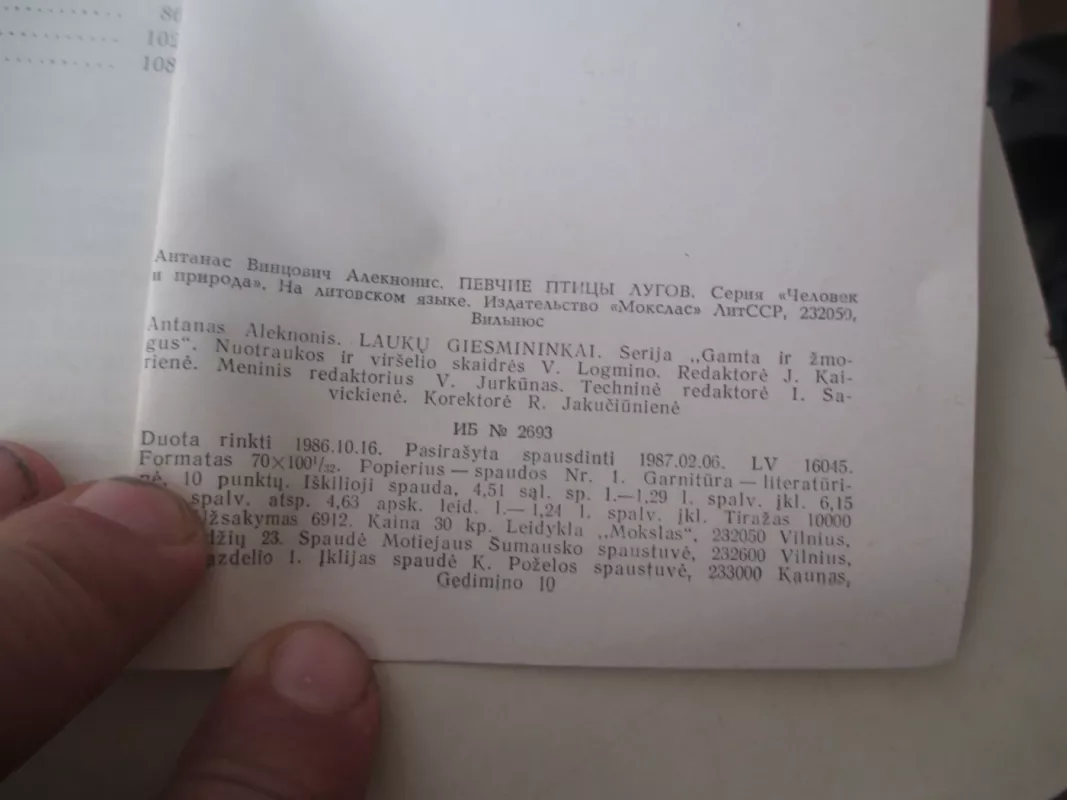 86
102
108
Антанас Винцович Алекнонис. ПЕВЧИЕ ПТИЦЫ ЛУГОВ. Серия «Человек
и природа». На литовском языке. Издательство «Мокслас» ЛитССР, 232050,
Вильнюс
Antanas Aleknonis. LAUKŲ GIESMININKAI. Serija „Gamta ir žmo-
gus“. Nuotraukos ir viršelio skaidrės V. Logmino. Redaktorė J. Kai-
rienė. Meninis redaktorius V. Jurkūnas. Techninė redaktorė I. Sa-
vickienė. Korektorė R. Jakučiūnienė
ИБ № 2693
Duota rinkti 1986.10.16. Pasirašyta spausdinti 1987.02.06. LV 16045.
Formatas 70×100¹/₃₂. Popierius — spaudos Nr. 1. Garnitūra — literatūri-
nė, 10 punktų. Iškilioji spauda, 4,51 sąl. sp. l.—1,29 l. spalv. įkl. 6,15
spalv. atsp. 4,63 apsk. leid. l.— 1,24 l. spalv. įkl. Tiražas 10000
Užsakymas 6912. Kaina 30 kp. Leidykla „Mokslas“, 232050 Vilnius,
džių 23. Spaudė Motiejaus Šumausko spaustuvė, 232600 Vilnius,
azdelio 1. Įklijas spaudė K. Poželos spaustuvė, 233000 Kaunas,
Gedimino 10